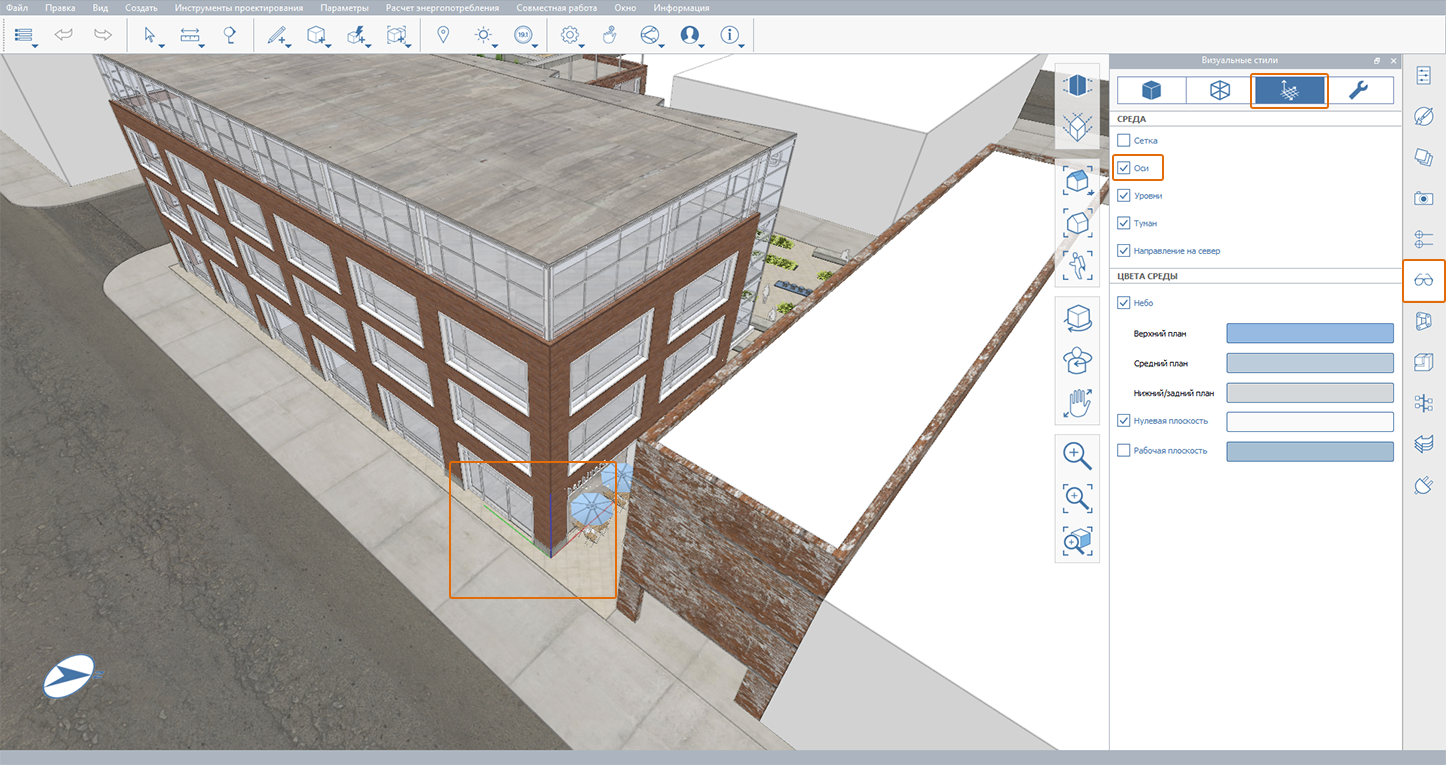 Файл Правка Вид Создать Инструменты проектирования Параметры Расчет энергопотребления Совместная работа Окно Информация
19.1
Визуальные стили
СРЕДА
Сетка
Оси
Уровни
Туман
Направление на север
ЦВЕТА СРЕДЫ
Небо
Верхний план
Средний план
Нижний/задний план
Нулевая плоскость
Рабочая плоскость